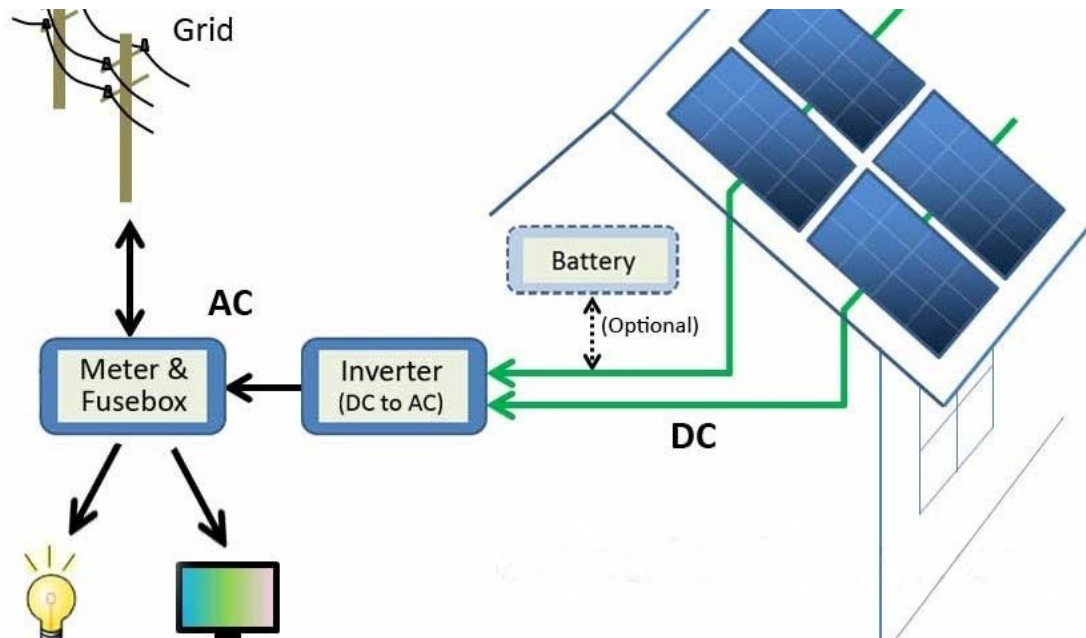 Grid
Battery
(Optional)
AC
Meter &
Fusebox
Inverter
(DC to AC)
DC